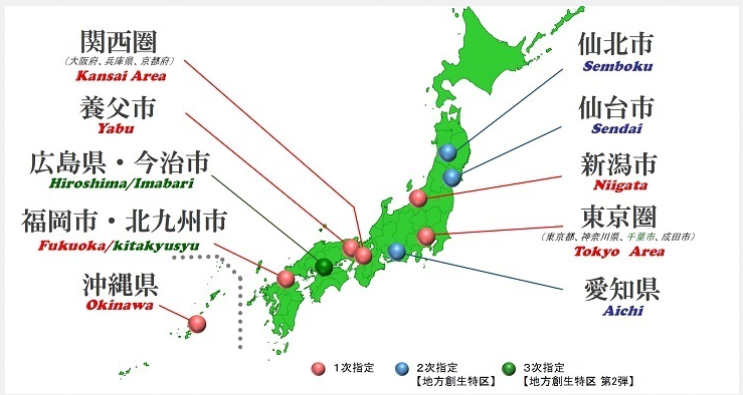 関西圏
(大阪府、兵庫県、京都府)
Kansai Area
養父市
Yabu
広島県・今治市
Hiroshima/Imabari
福岡市・北九州市
Fukuoka/kitakyusyu
沖縄県
Okinawa
仙北市
Semboku
仙台市
Sendai
新潟市
Niigata
東京圏
(東京都、神奈川県、千葉市、成田市)
Tokyo Area
愛知県
Aichi
1次指定
2次指定
【地方創生特区】
3次指定
【地方創生特区 第2弾】